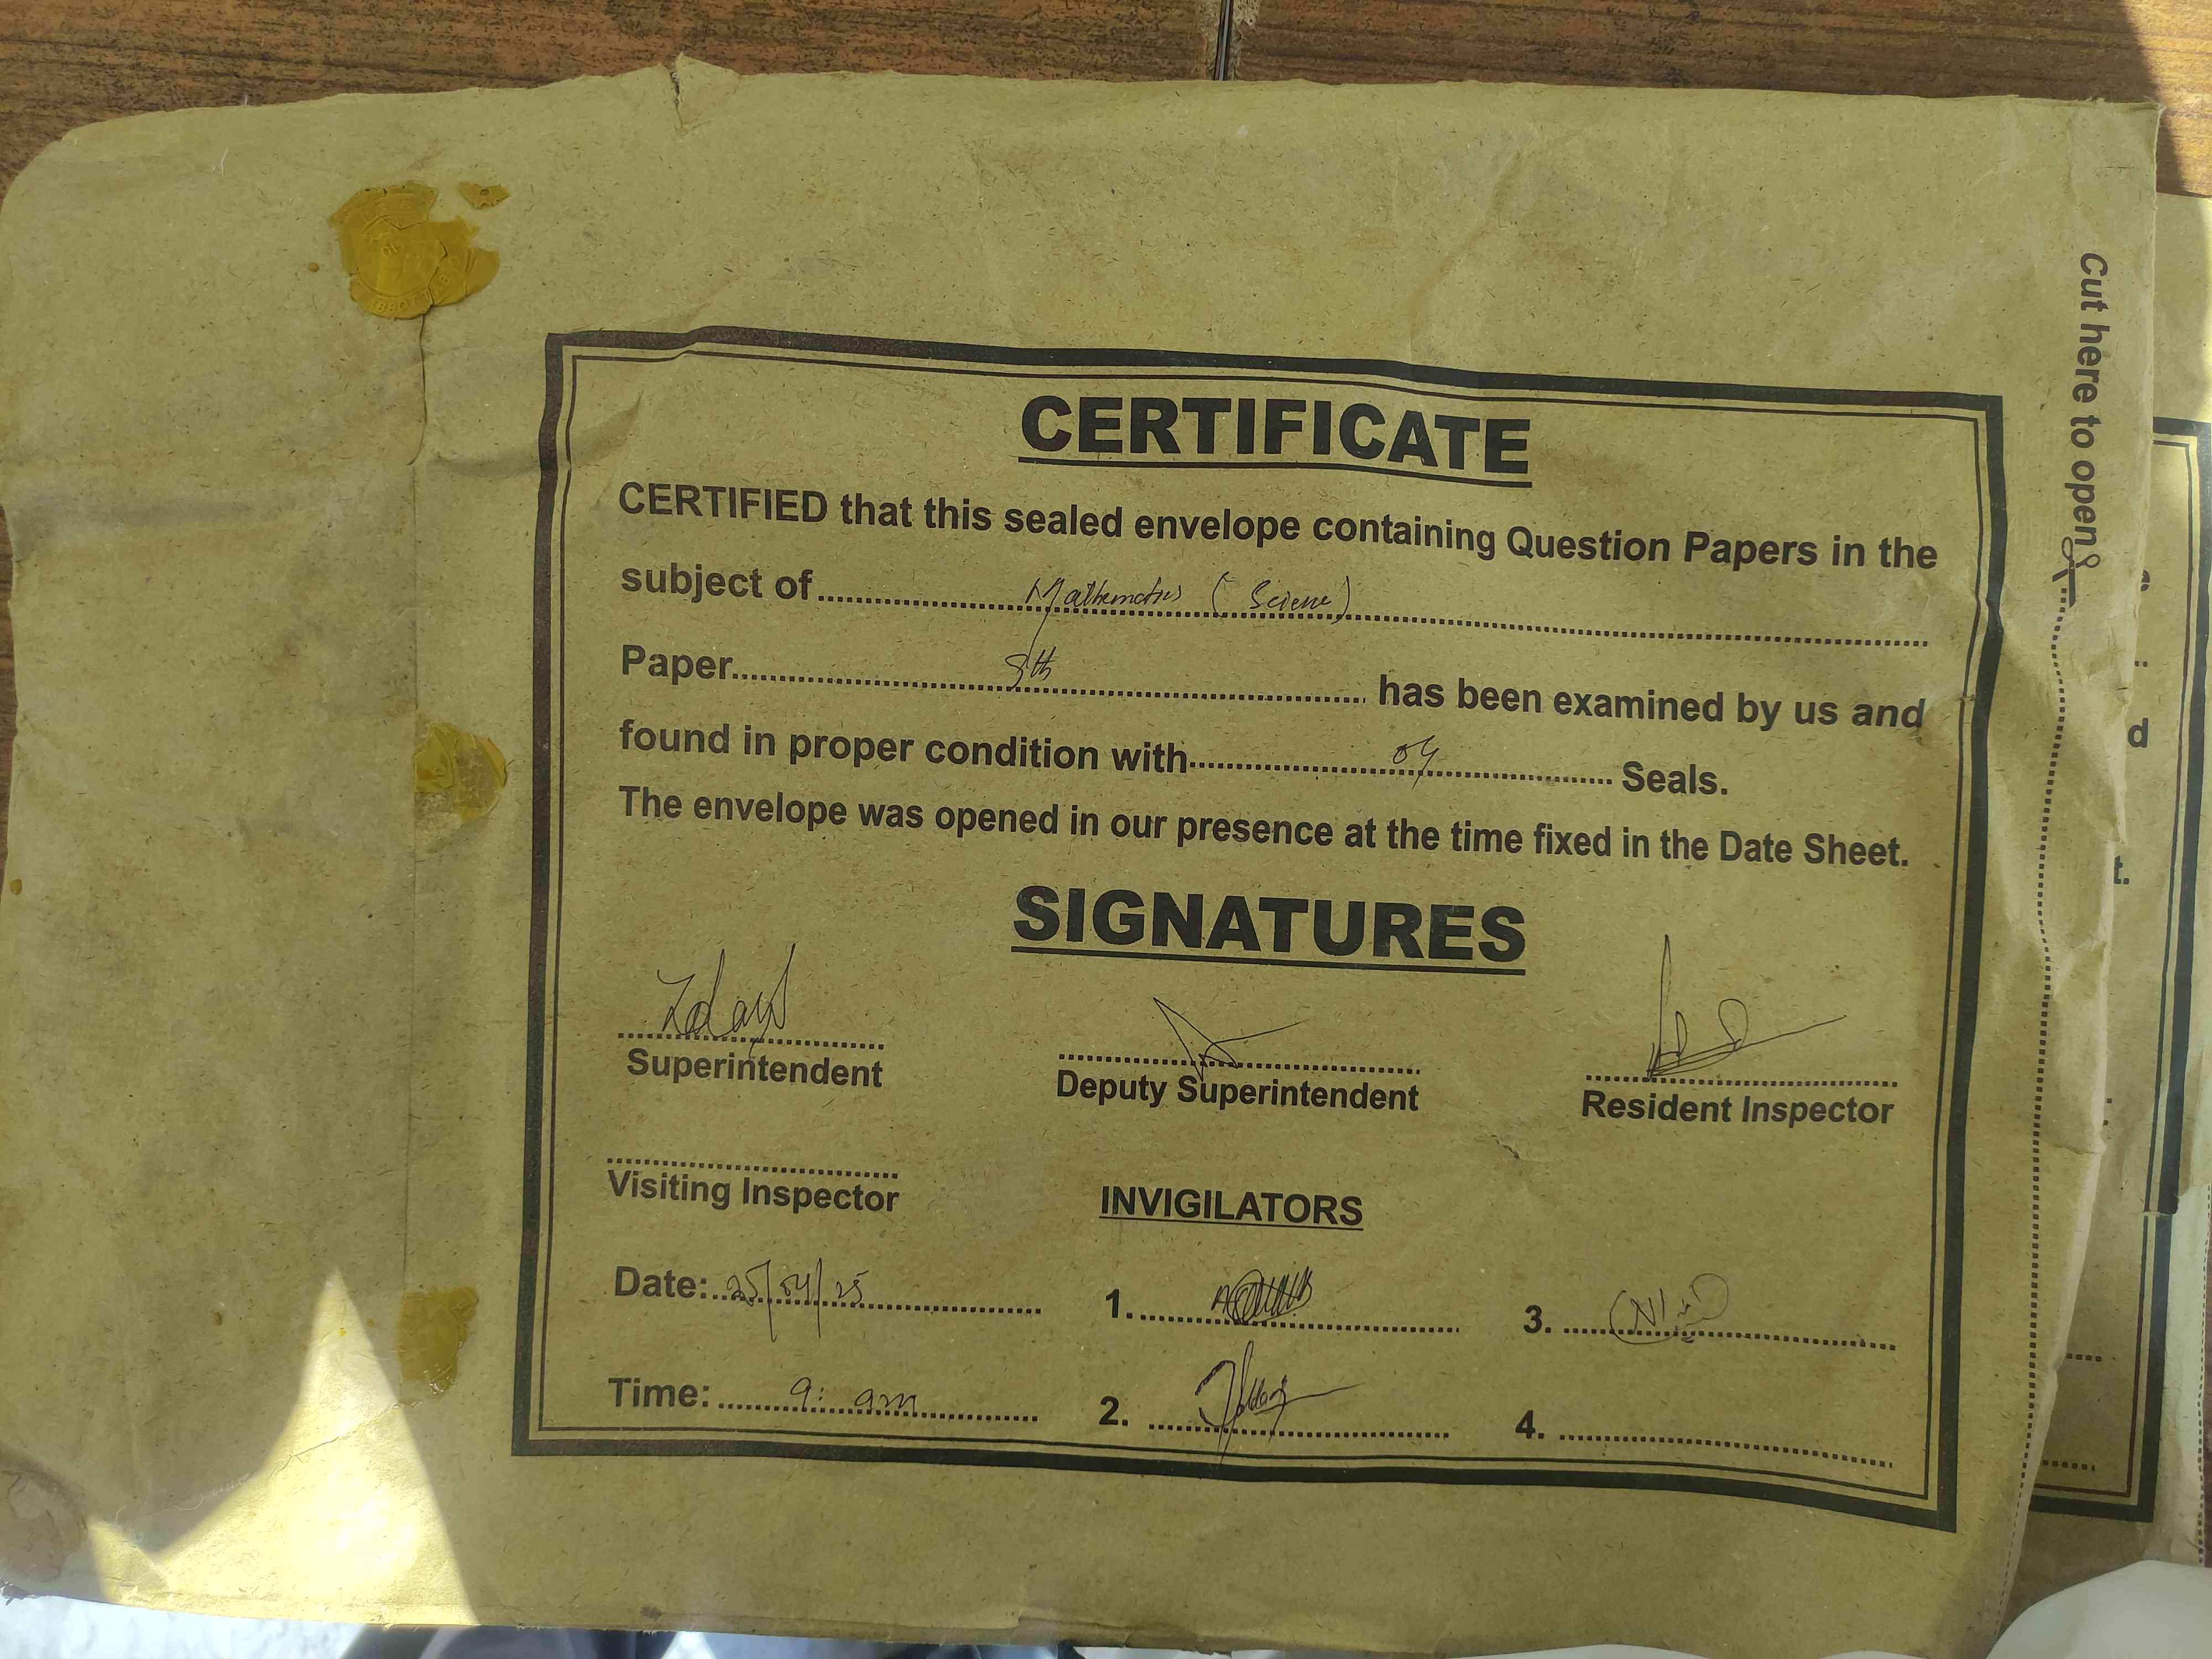 Cut here to open
CERTIFICATE
CERTIFIED that this sealed envelope containing Question Papers in the
subject of Mathematics (Science)
Paper 8th has been examined by us and
found in proper condition with 04 Seals.
The envelope was opened in our presence at the time fixed in the Date Sheet.
SIGNATURES
Superintendent Deputy Superintendent Resident Inspector
Visiting Inspector INVIGILATORS
Date: 25/04/25 1. 3.
Time: 9: am 2. 4.
d
t.